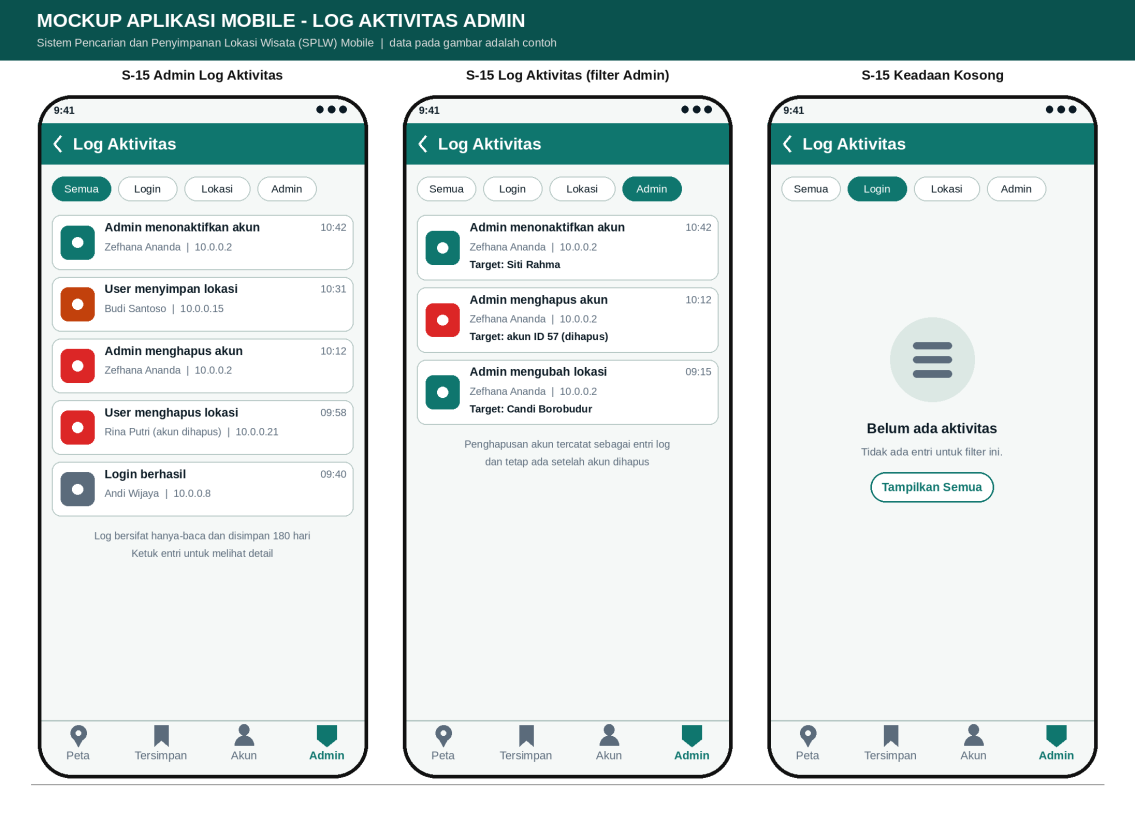 MOCKUP APLIKASI MOBILE - LOG AKTIVITAS ADMIN
Sistem Pencarian dan Penyimpanan Lokasi Wisata (SPLW) Mobile | data pada gambar adalah contoh
S-15 Admin Log Aktivitas
9:41
Log Aktivitas
Semua
Login
Lokasi
Admin
Admin menonaktifkan akun
10:42
Zefhana Ananda | 10.0.0.2
User menyimpan lokasi
10:31
Budi Santoso | 10.0.0.15
Admin menghapus akun
10:12
Zefhana Ananda | 10.0.0.2
User menghapus lokasi
09:58
Rina Putri (akun dihapus) | 10.0.0.21
Login berhasil
09:40
Andi Wijaya | 10.0.0.8
Log bersifat hanya-baca dan disimpan 180 hari
Ketuk entri untuk melihat detail
Peta
Tersimpan
Akun
Admin
S-15 Log Aktivitas (filter Admin)
9:41
Log Aktivitas
Semua
Login
Lokasi
Admin
Admin menonaktifkan akun
10:42
Zefhana Ananda | 10.0.0.2
Target: Siti Rahma
Admin menghapus akun
10:12
Zefhana Ananda | 10.0.0.2
Target: akun ID 57 (dihapus)
Admin mengubah lokasi
09:15
Zefhana Ananda | 10.0.0.2
Target: Candi Borobudur
Penghapusan akun tercatat sebagai entri log
dan tetap ada setelah akun dihapus
Peta
Tersimpan
Akun
Admin
S-15 Keadaan Kosong
9:41
Log Aktivitas
Semua
Login
Lokasi
Admin
Belum ada aktivitas
Tidak ada entri untuk filter ini.
Tampilkan Semua
Peta
Tersimpan
Akun
Admin